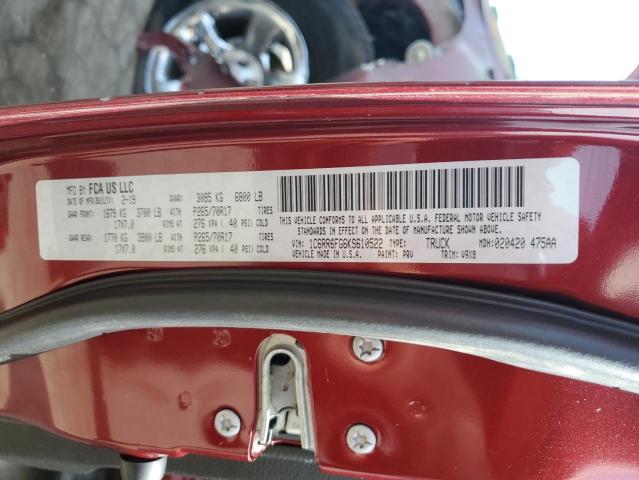 MFD BY FCA US LLC
DATE OF MFR(BUILT): 2-19 GVWR: 3085 KG 6800 LB
GAWR FRONT: 1679 KG 3700 LB WITH P265/70R17 TIRES
17X7.0 RIMS AT 276 KPA ( 40 PSI) COLD
GAWR REAR: 1770 KG 3900 LB WITH P265/70R17 TIRES
17X7.0 RIMS AT 276 KPA ( 40 PSI) COLD
THIS VEHICLE CONFORMS TO ALL APPLICABLE U.S.A. FEDERAL MOTOR VEHICLE SAFETY
STANDARDS IN EFFECT ON THE DATE OF MANUFACTURE SHOWN ABOVE.
VIN: 1C6RR6FG6KS610522 TYPE: TRUCK MDH: 020420 475AA
VEHICLE MADE IN U.S.A. PAINT: PRV TRIM: V9X8